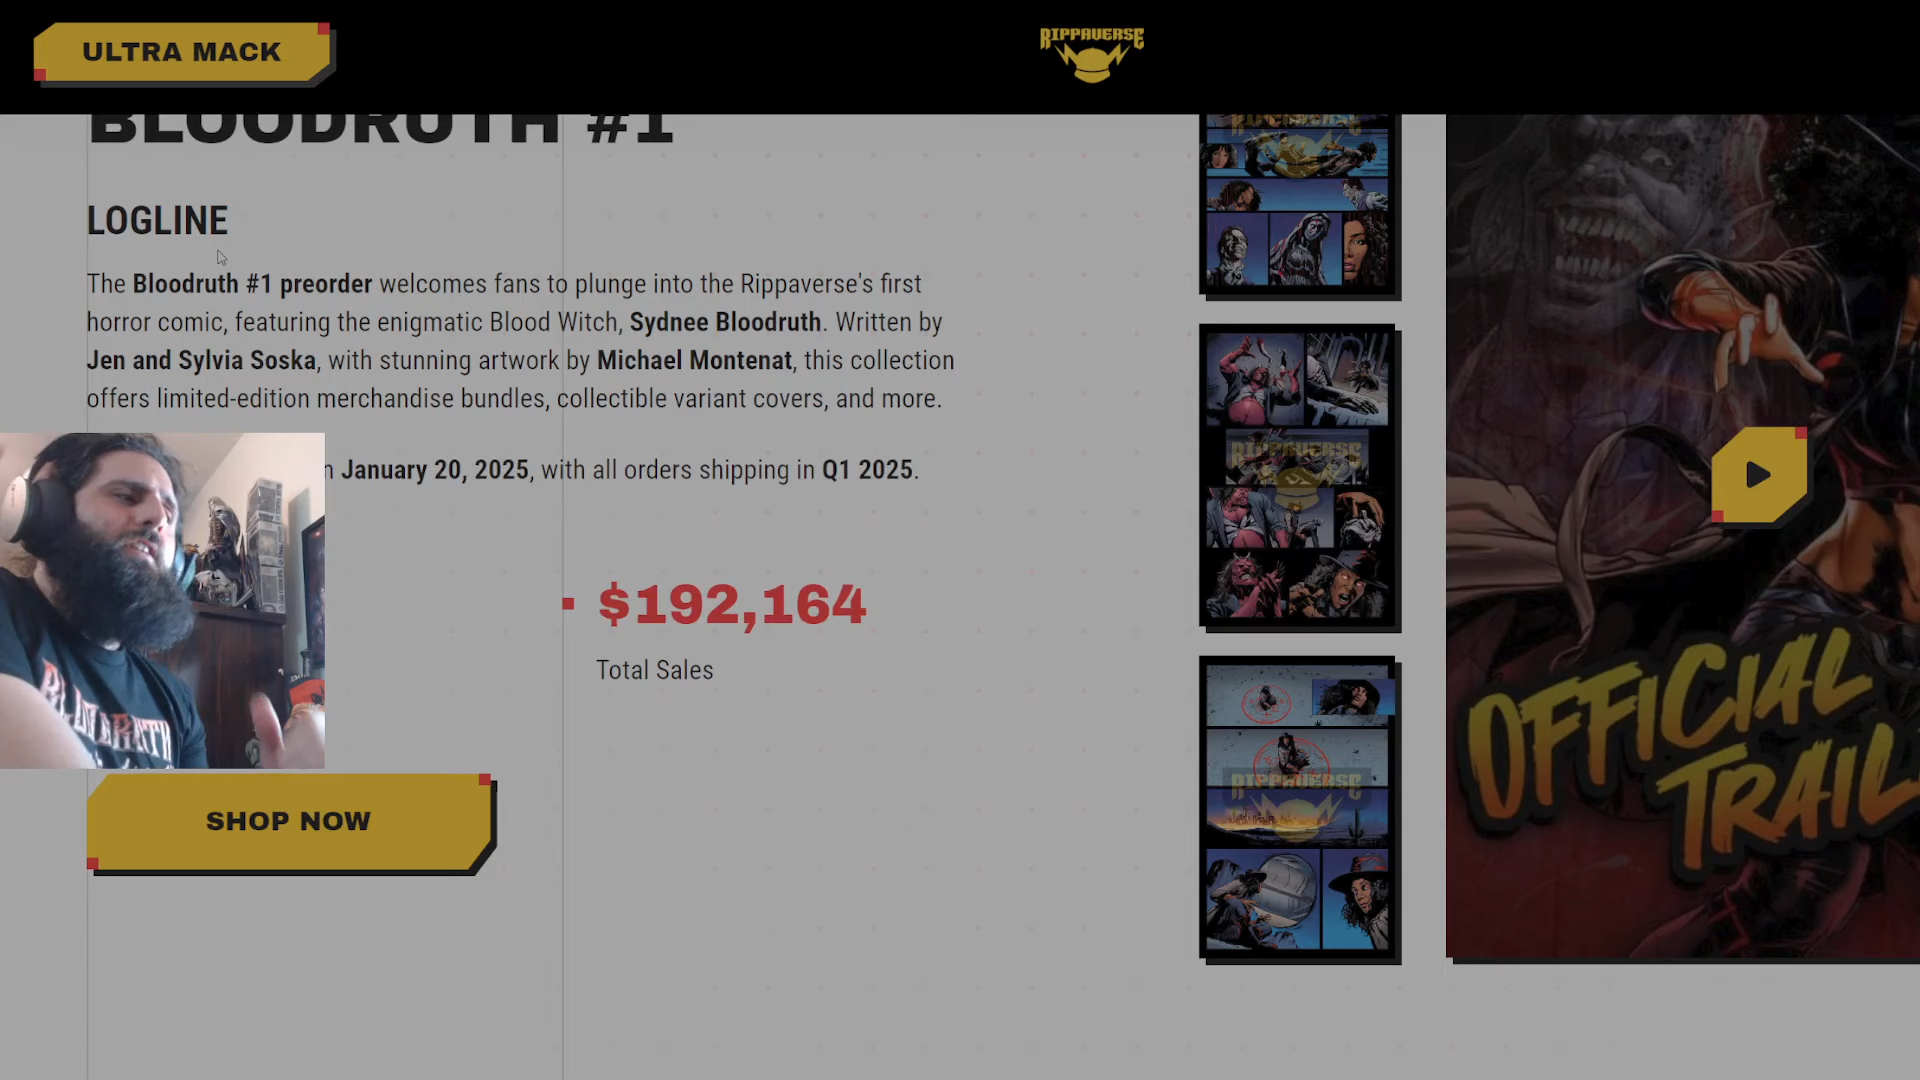 ULTRA MACK
RIPPAVERSE
BLOODRUTH #1
LOGLINE
The Bloodruth #1 preorder welcomes fans to plunge into the Rippaverse's first
horror comic, featuring the enigmatic Blood Witch, Sydnee Bloodruth. Written by
Jen and Sylvia Soska, with stunning artwork by Michael Montenat, this collection
offers limited-edition merchandise bundles, collectible variant covers, and more.
n January 20, 2025, with all orders shipping in Q1 2025.
$192,164
Total Sales
SHOP NOW
RIPPAVERSE
RIPPAVERSE
RIPPAVERSE
OFFICIAL
TRAIL